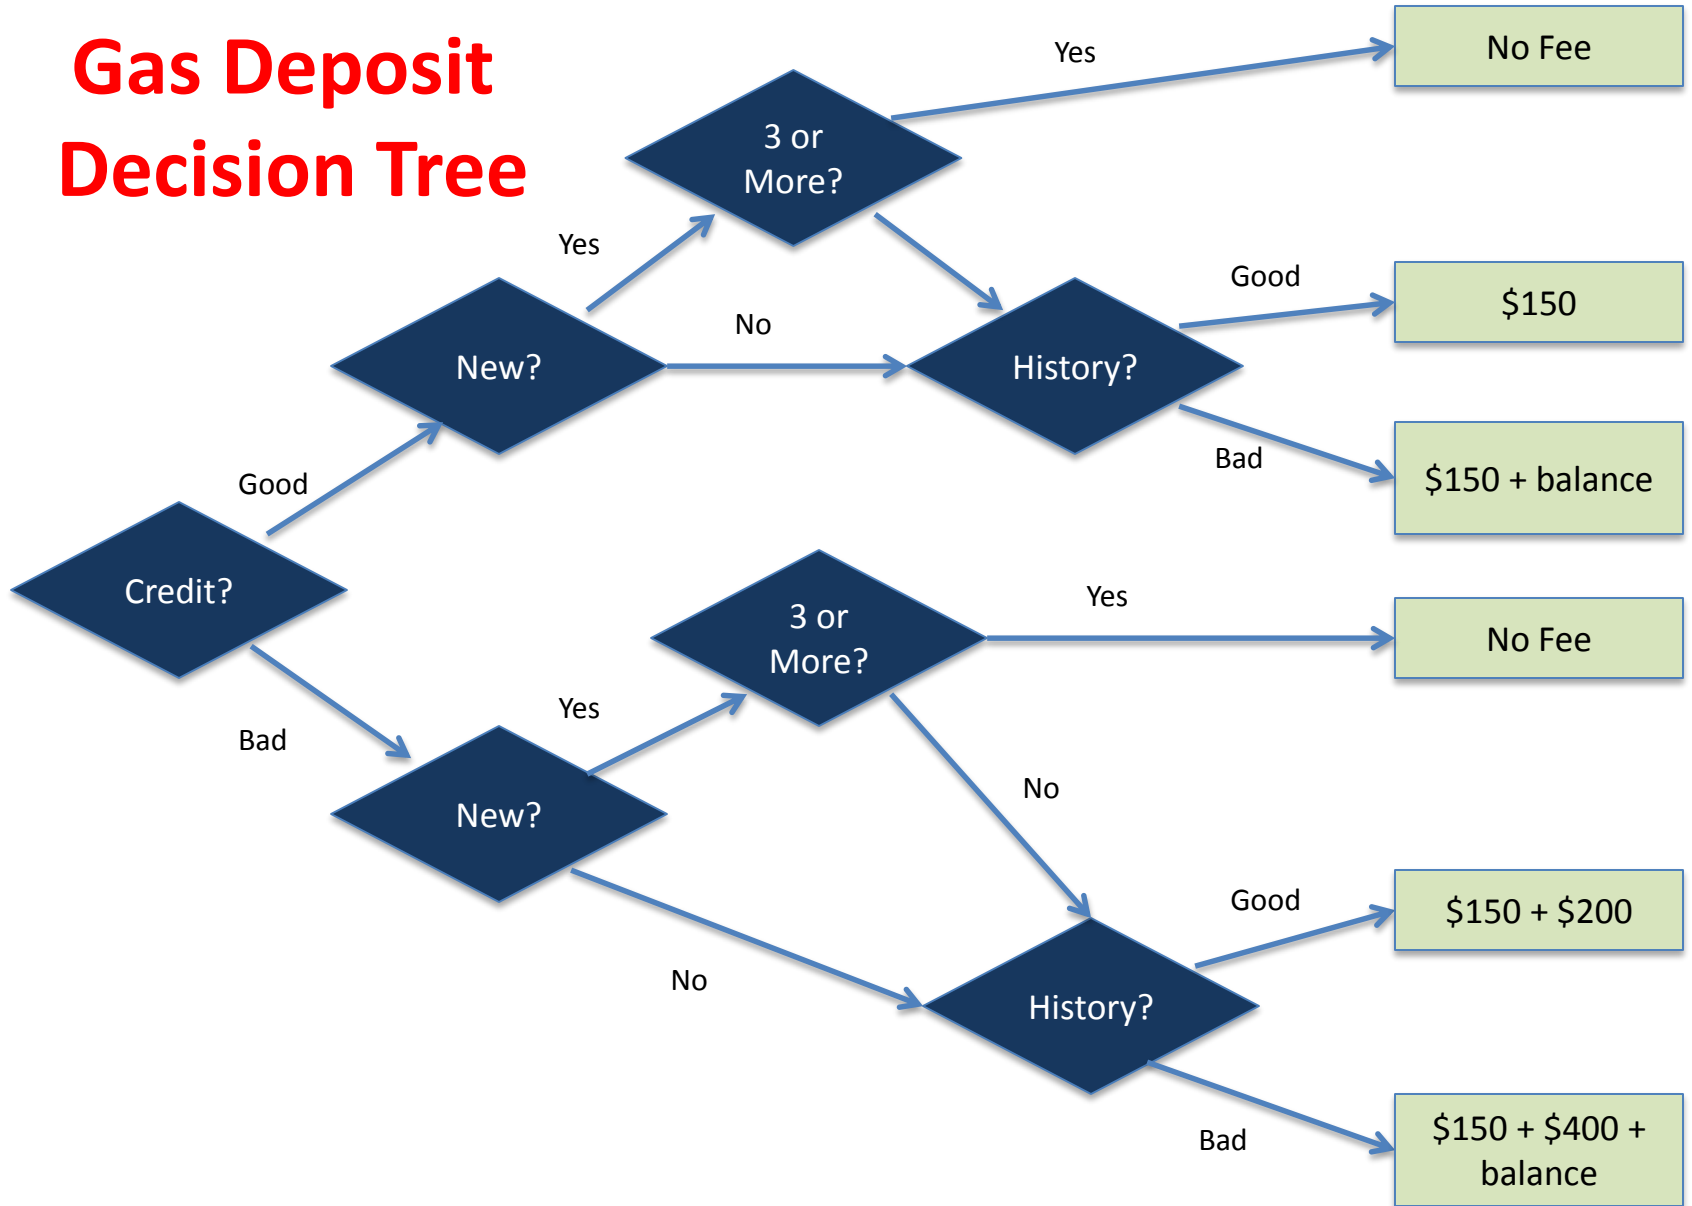 Gas Deposit
Decision Tree
Yes
No Fee
3 or
More?
Yes
Good
$150
No
New?
History?
Bad
$150 + balance
Good
Credit?
3 or
More?
Yes
No Fee
Yes
Bad
No
New?
Good
$150 + $200
No
History?
Bad
$150 + $400 +
balance